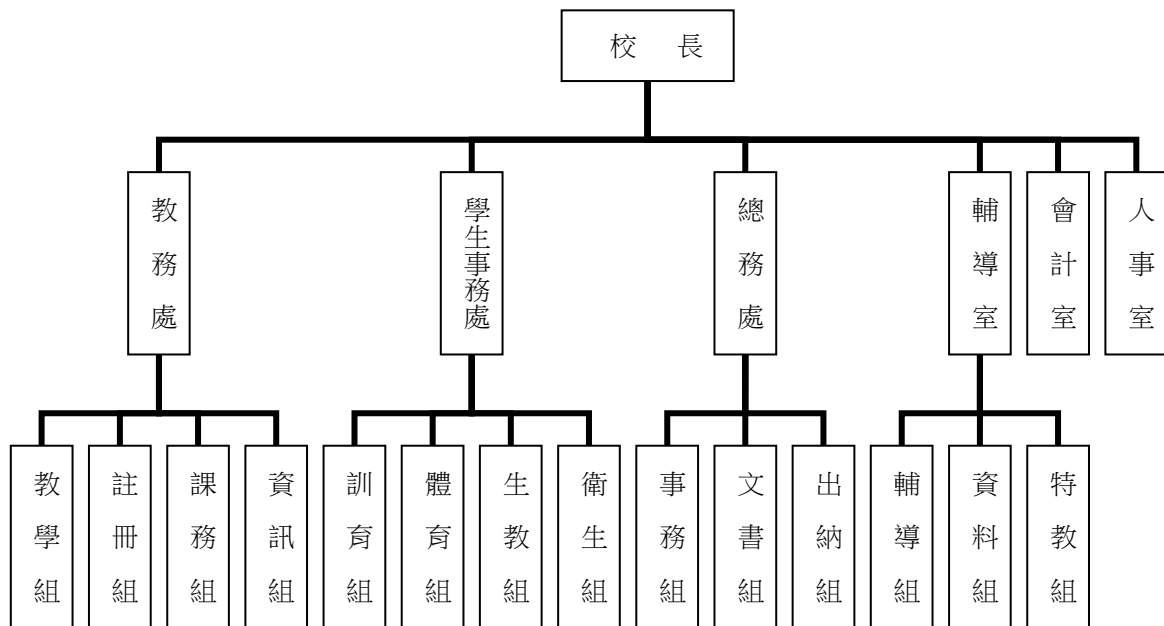 校長
教務處
學生事務處
總務處
輔導室
會計室
人事室
教學組
註冊組
課務組
資訊組
訓育組
體育組
生教組
衛生組
事務組
文書組
出納組
輔導組
資料組
特教組